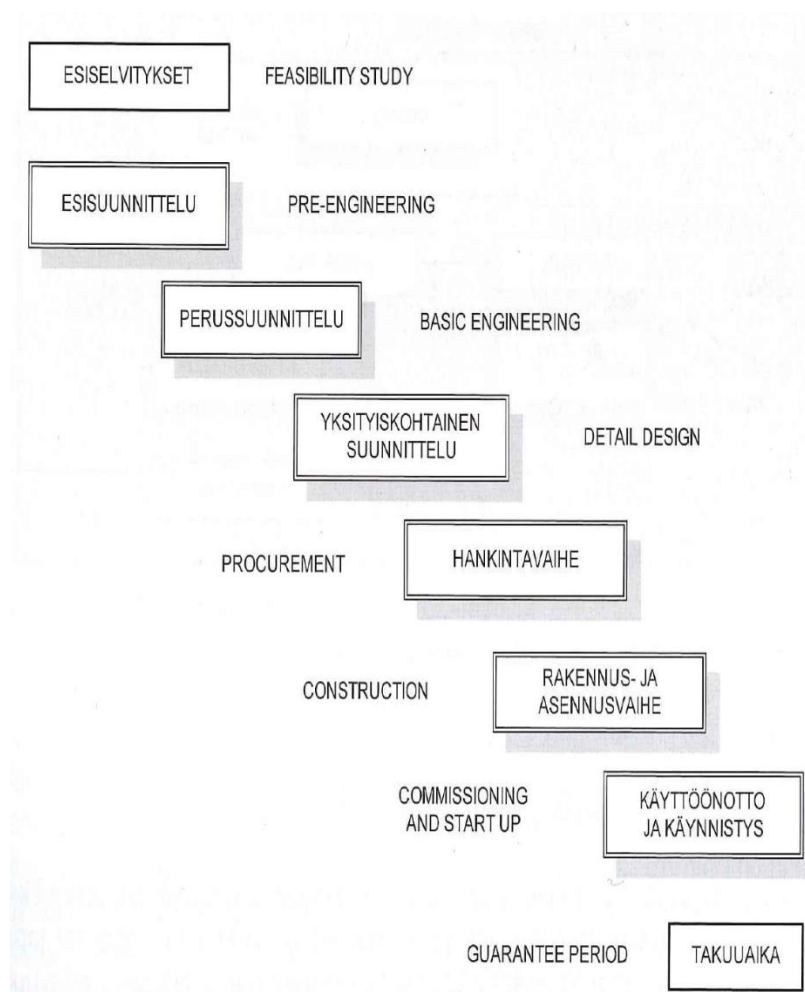 ESISELVITYKSET FEASIBILITY STUDY
ESISUUNNITTELU PRE-ENGINEERING
PERUSSUUNNITTELU BASIC ENGINEERING
YKSITYISKOHTAINEN
SUUNNITTELU
DETAIL DESIGN
PROCUREMENT HANKINTAVAIHE
CONSTRUCTION
RAKENNUS- JA
ASENNUSVAIHE
COMMISSIONING
AND START UP
KÄYTTÖÖNOTTO
JA KÄYNNISTYS
GUARANTEE PERIOD TAKUUAIKA